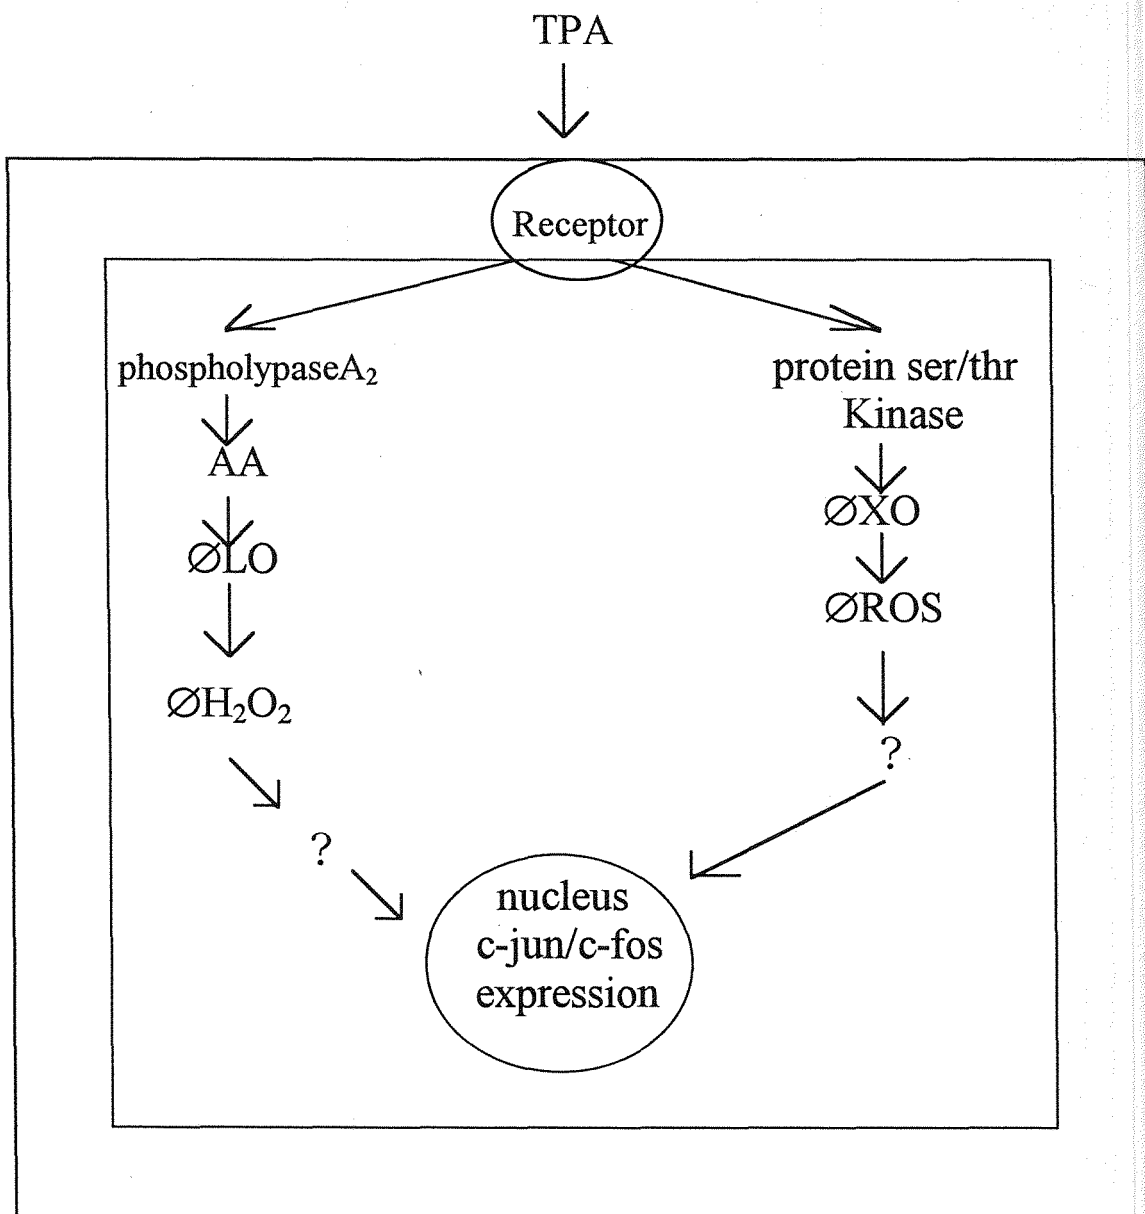 TPA
Receptor
phospholypaseA₂
AA
∅LO
∅H₂O₂
?
protein ser/thr
Kinase
∅XO
∅ROS
?
nucleus
c-jun/c-fos
expression